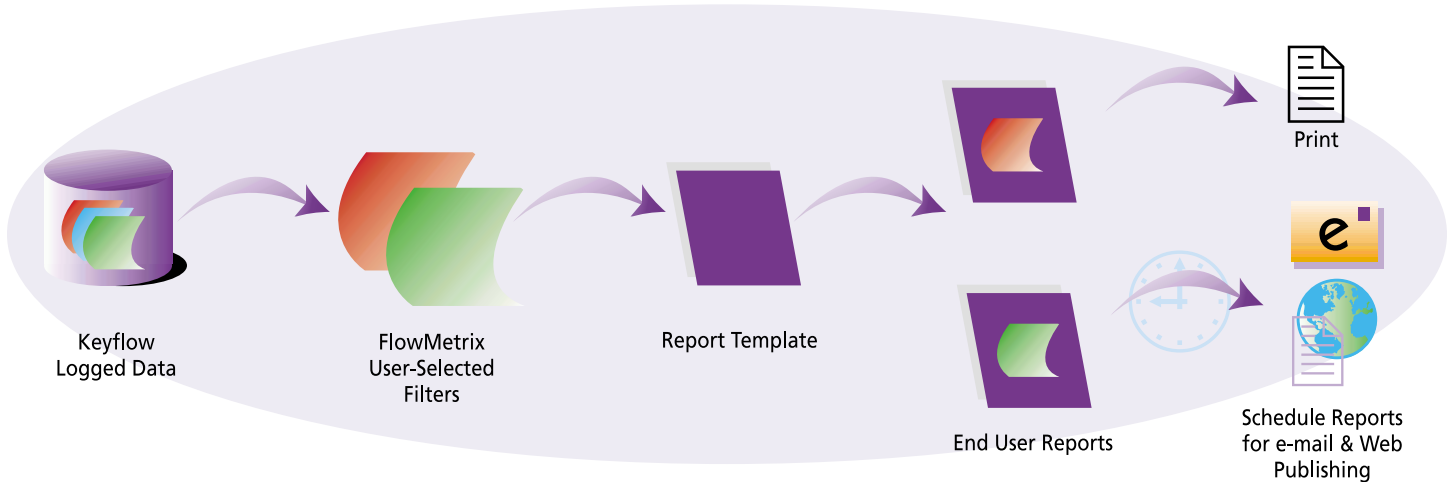 Keyflow
Logged Data
FlowMetrix
User-Selected
Filters
Report Template
End User Reports
Print
e
Schedule Reports
for e-mail & Web
Publishing